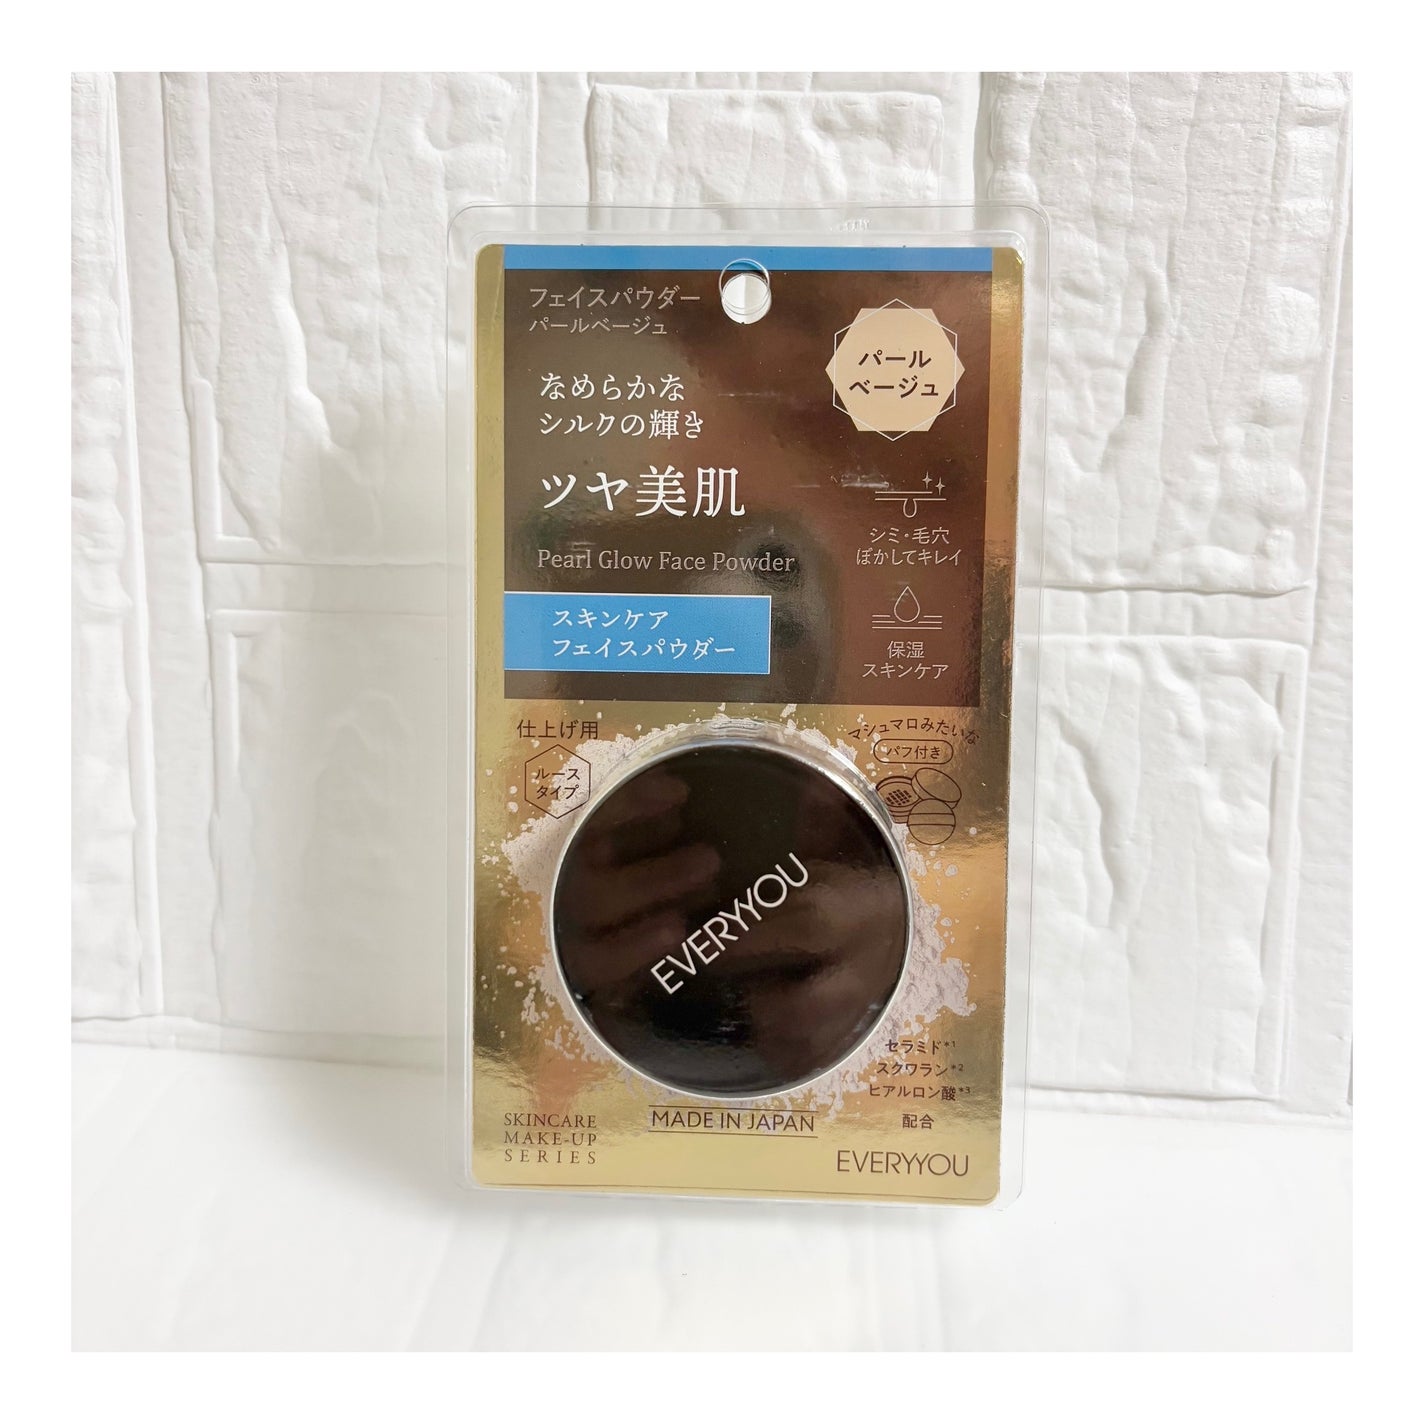 フェイスパウダー
パールベージュ
パール
ベージュ
なめらかな
シルクの輝き
ツヤ美肌
Pearl Glow Face Powder
スキンケア
フェイスパウダー
シミ・毛穴
ぼかしてキレイ
保湿
スキンケア
仕上げ用
ルース
タイプ
マシュマロみたいな
パフ付き
EVERYYOU
セラミド*1
スクワラン*2
ヒアルロン酸*3
配合
SKINCARE
MAKE-UP
SERIES
MADE IN JAPAN
EVERYYOU